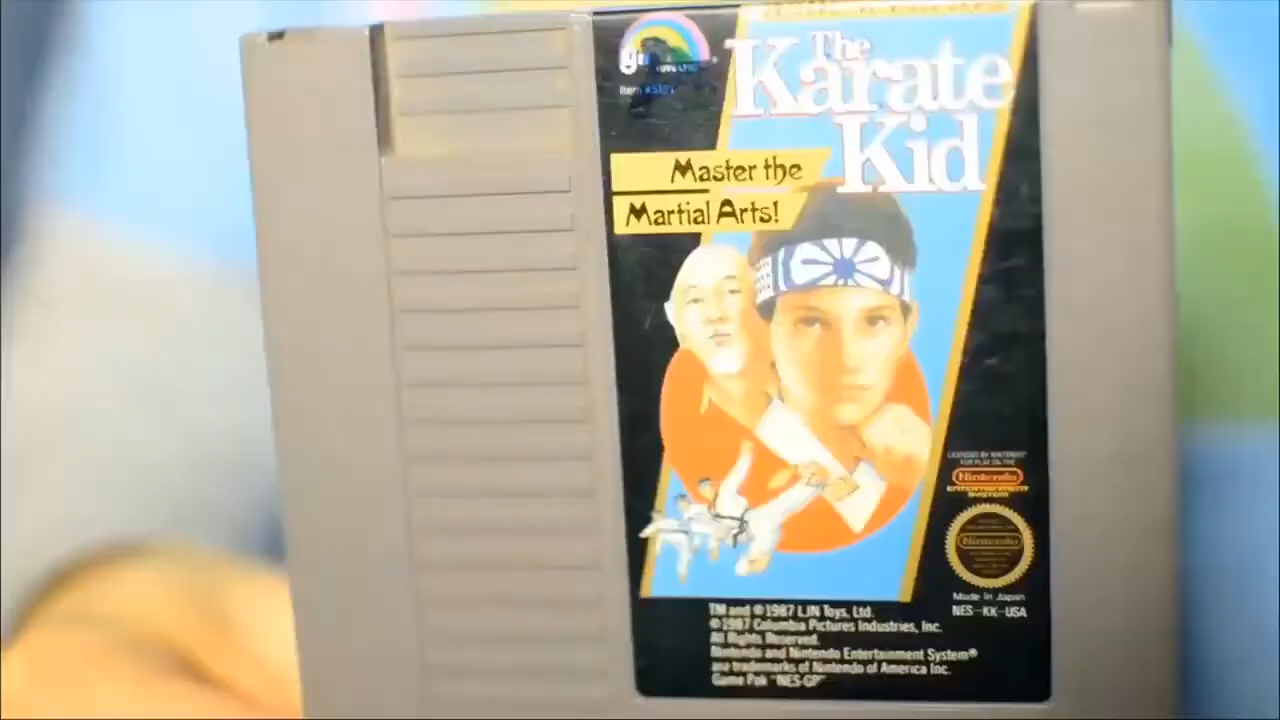 The
Karate
Kid
Master the
Martial Arts!
LICENSED BY NINTENDO®
FOR PLAY ON THE
Nintendo
ENTERTAINMENT
SYSTEM
Nintendo
Made in Japan
NES-KK-USA
TM and ©1987 LJN Toys, Ltd.
©1987 Columbia Pictures Industries, Inc.
All Rights Reserved.
Nintendo and Nintendo Entertainment System®
are trademarks of Nintendo of America Inc.
Game Pak "NES-GP"